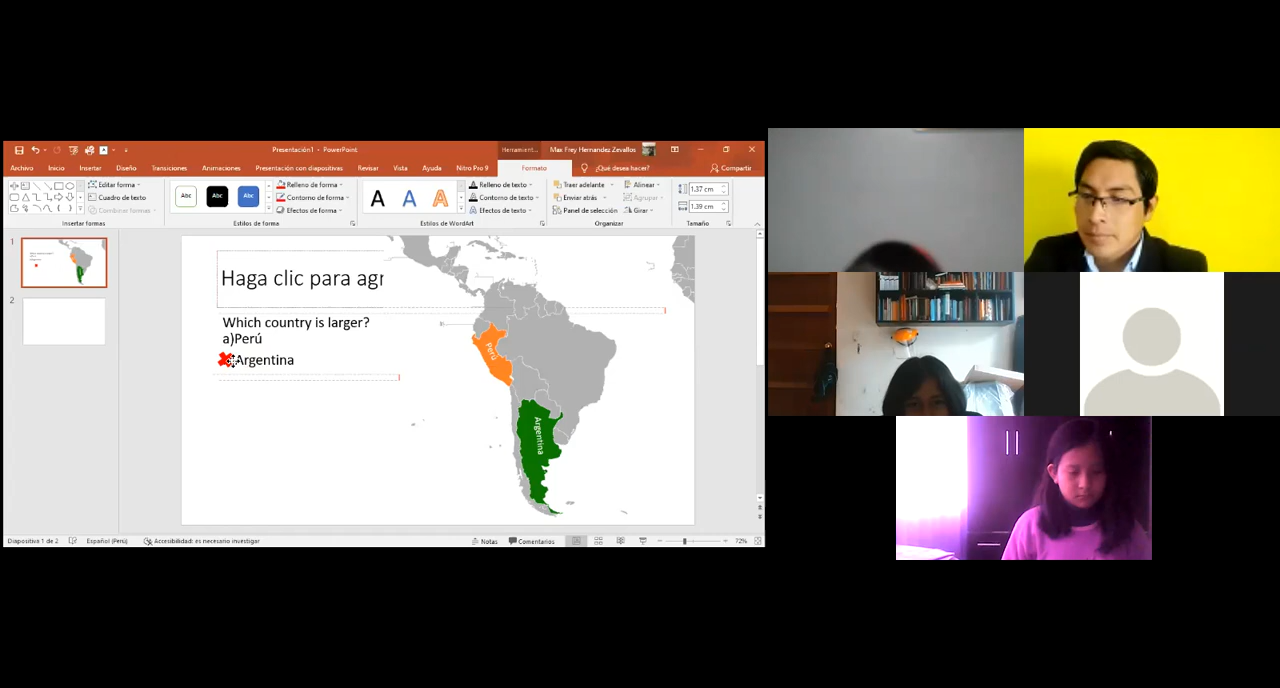 Presentación1 - PowerPoint
Herramient...
Max Frey Hernandez Zevallos
Archivo
Inicio
Insertar
Diseño
Transiciones
Animaciones
Presentación con diapositivas
Revisar
Vista
Ayuda
Nitro Pro 9
Formato
¿Qué desea hacer?
Compartir
Editar forma
Cuadro de texto
Combinar formas
Insertar formas
Abc
Abc
Abc
Relleno de forma
Contorno de forma
Efectos de forma
Estilos de forma
A
A
A
Relleno de texto
Contorno de texto
Efectos de texto
Estilos de WordArt
Traer adelante
Enviar atrás
Panel de selección
Alinear
Agrupar
Girar
Organizar
1.37 cm
1.39 cm
Tamaño
1
2
Haga clic para agr
Which country is larger?
a)Perú
Argentina
Perú
Argentina
Diapositiva 1 de 2
Español (Perú)
Accesibilidad: es necesario investigar
Notas
Comentarios
72%